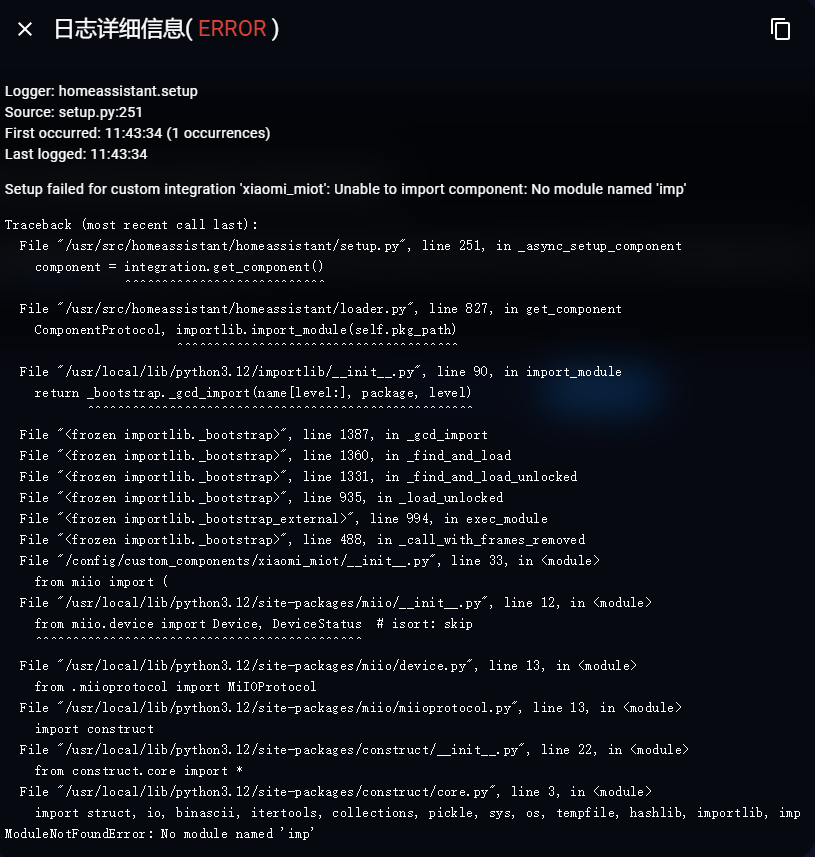 日志详细信息( ERROR )
Logger: homeassistant.setup
Source: setup.py:251
First occurred: 11:43:34 (1 occurrences)
Last logged: 11:43:34
Setup failed for custom integration 'xiaomi_miot': Unable to import component: No module named 'imp'
Traceback (most recent call last):
  File "/usr/src/homeassistant/homeassistant/setup.py", line 251, in _async_setup_component
    component = integration.get_component()
                ^^^^^^^^^^^^^^^^^^^^^^^^^^^
  File "/usr/src/homeassistant/homeassistant/loader.py", line 827, in get_component
    ComponentProtocol, importlib.import_module(self.pkg_path)
                       ^^^^^^^^^^^^^^^^^^^^^^^^^^^^^^^^^^^^^^
  File "/usr/local/lib/python3.12/importlib/__init__.py", line 90, in import_module
    return _bootstrap._gcd_import(name[level:], package, level)
           ^^^^^^^^^^^^^^^^^^^^^^^^^^^^^^^^^^^^^^^^^^^^^^^^^^^^
  File "<frozen importlib._bootstrap>", line 1387, in _gcd_import
  File "<frozen importlib._bootstrap>", line 1360, in _find_and_load
  File "<frozen importlib._bootstrap>", line 1331, in _find_and_load_unlocked
  File "<frozen importlib._bootstrap>", line 935, in _load_unlocked
  File "<frozen importlib._bootstrap_external>", line 994, in exec_module
  File "<frozen importlib._bootstrap>", line 488, in _call_with_frames_removed
  File "/config/custom_components/xiaomi_miot/__init__.py", line 33, in <module>
    from miio import (
  File "/usr/local/lib/python3.12/site-packages/miio/__init__.py", line 12, in <module>
    from miio.device import Device, DeviceStatus  # isort: skip
    ^^^^^^^^^^^^^^^^^^^^^^^^^^^^^^^^^^^^^^^^^^^^
  File "/usr/local/lib/python3.12/site-packages/miio/device.py", line 13, in <module>
    from .miioprotocol import MiIOProtocol
  File "/usr/local/lib/python3.12/site-packages/miio/miioprotocol.py", line 13, in <module>
    import construct
  File "/usr/local/lib/python3.12/site-packages/construct/__init__.py", line 22, in <module>
    from construct.core import *
  File "/usr/local/lib/python3.12/site-packages/construct/core.py", line 3, in <module>
    import struct, io, binascii, itertools, collections, pickle, sys, os, tempfile, hashlib, importlib, imp
ModuleNotFoundError: No module named 'imp'